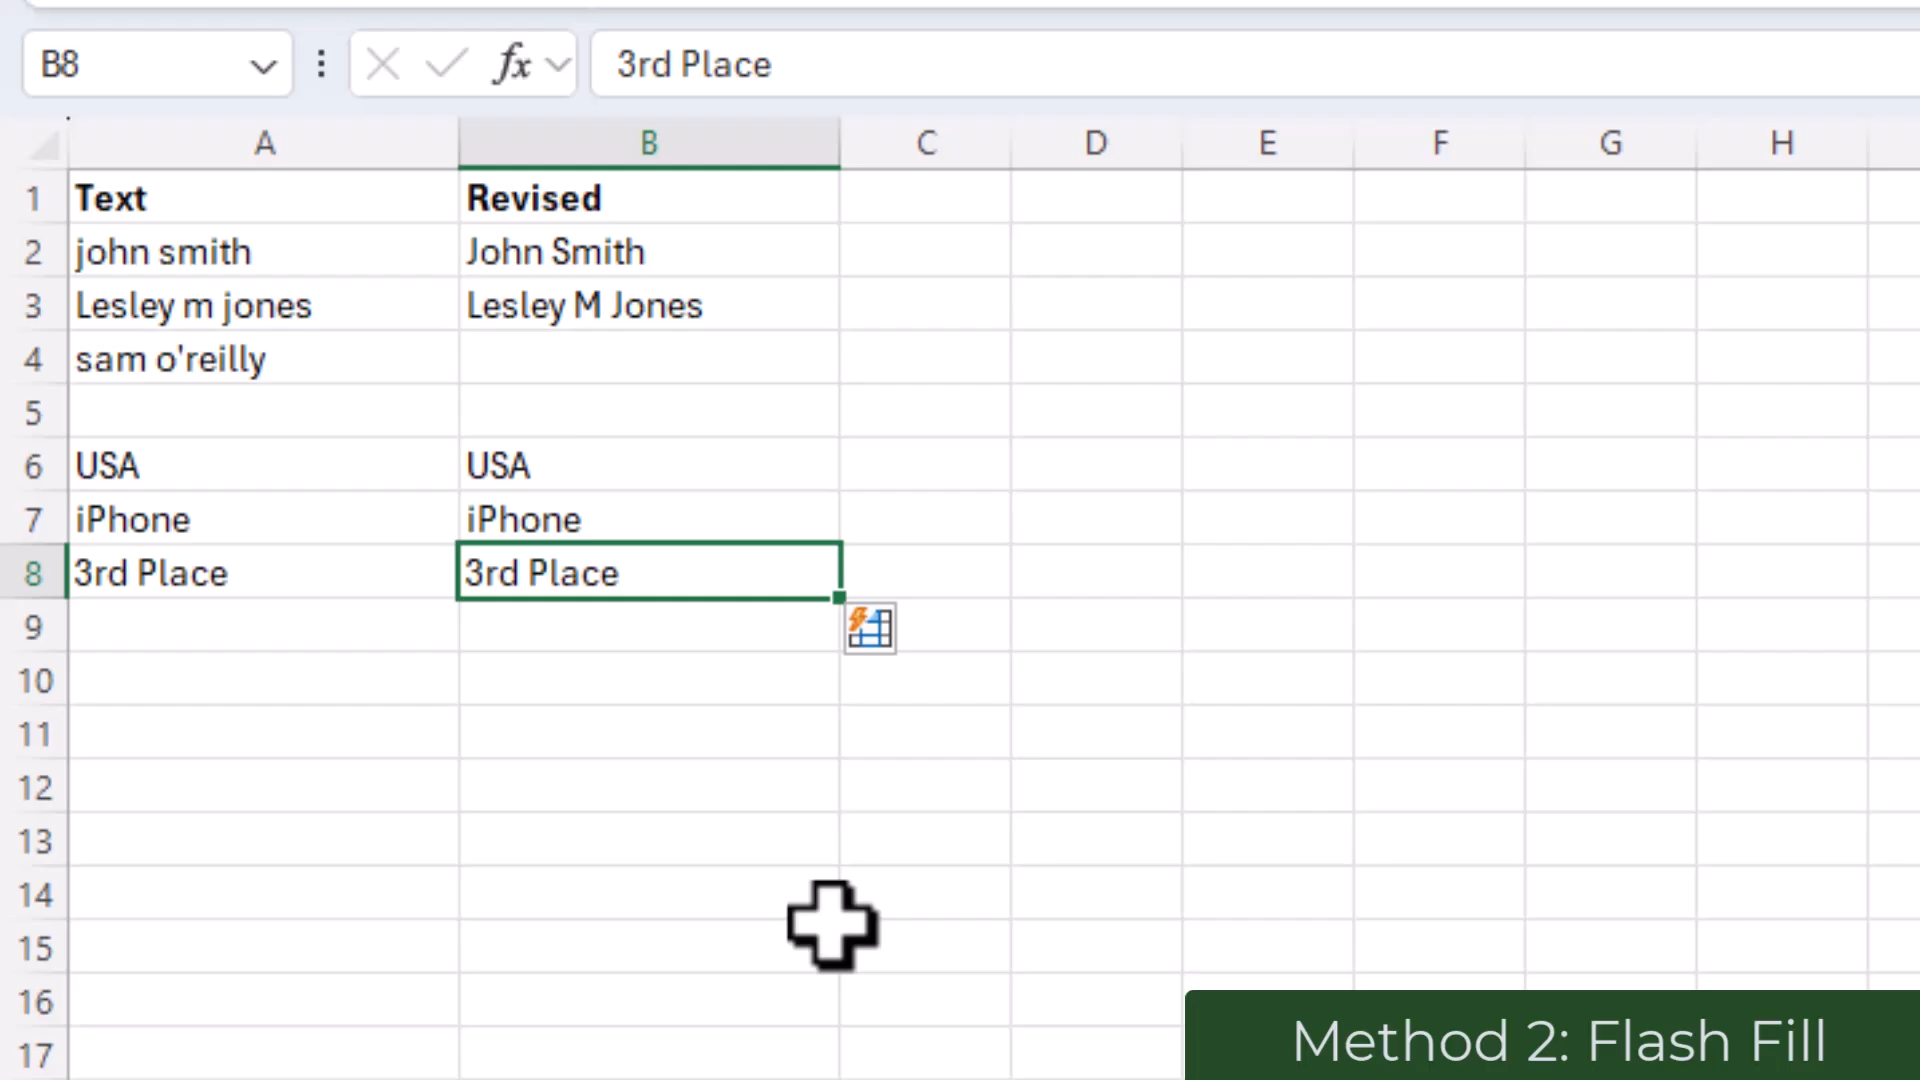 B8 fx 3rd Place
A B C D E F G H
1 Text Revised
2 john smith John Smith
3 Lesley m jones Lesley M Jones
4 sam o'reilly
5
6 USA USA
7 iPhone iPhone
8 3rd Place 3rd Place
9
10
11
12
13
14
15
16
17
Method 2: Flash Fill